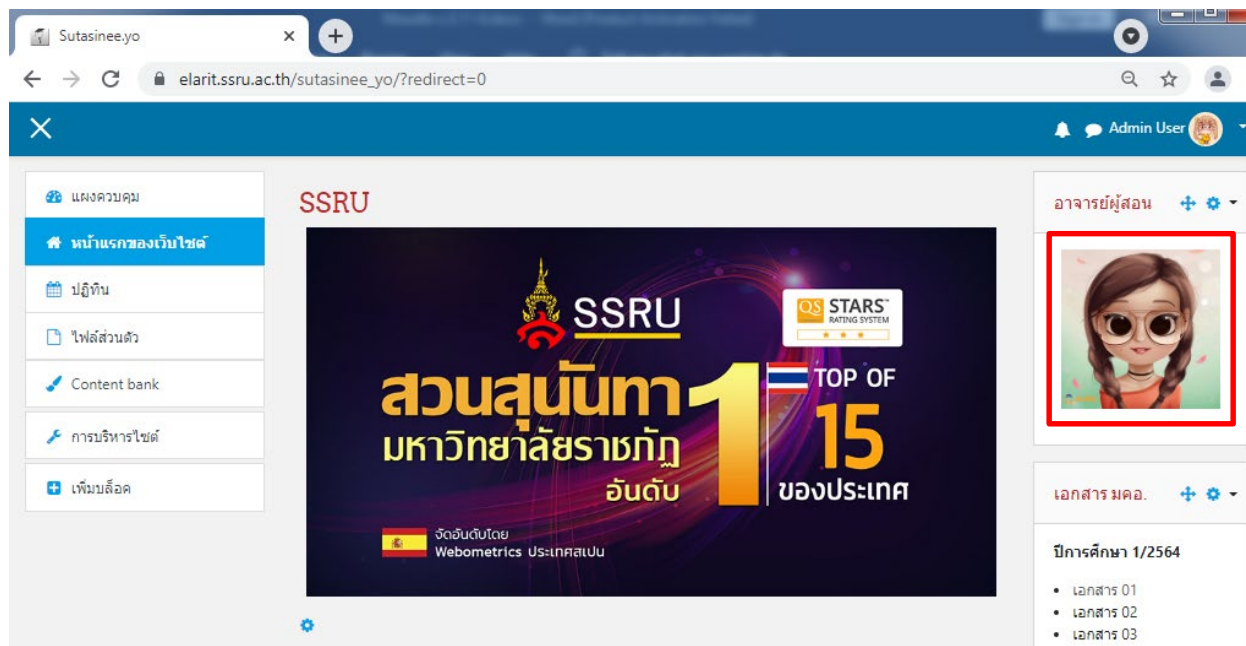 Sutasinee.yo
elarit.ssru.ac.th/sutasinee_yo/?redirect=0
Admin User
แผงควบคุม
หน้าแรกของเว็บไซต์
ปฏิทิน
ไฟล์ส่วนตัว
Content bank
การบริหารไซต์
เพิ่มบล็อค
SSRU
SSRU
QS STARS™
RATING SYSTEM
สวนสุนันทา
มหาวิทยาลัยราชภัฏ
อันดับ
1
TOP OF
15
ของประเทศ
จัดอันดับโดย
Webometrics ประเทศสเปน
อาจารย์ผู้สอน
เอกสาร มคอ.
ปีการศึกษา 1/2564
เอกสาร 01
เอกสาร 02
เอกสาร 03